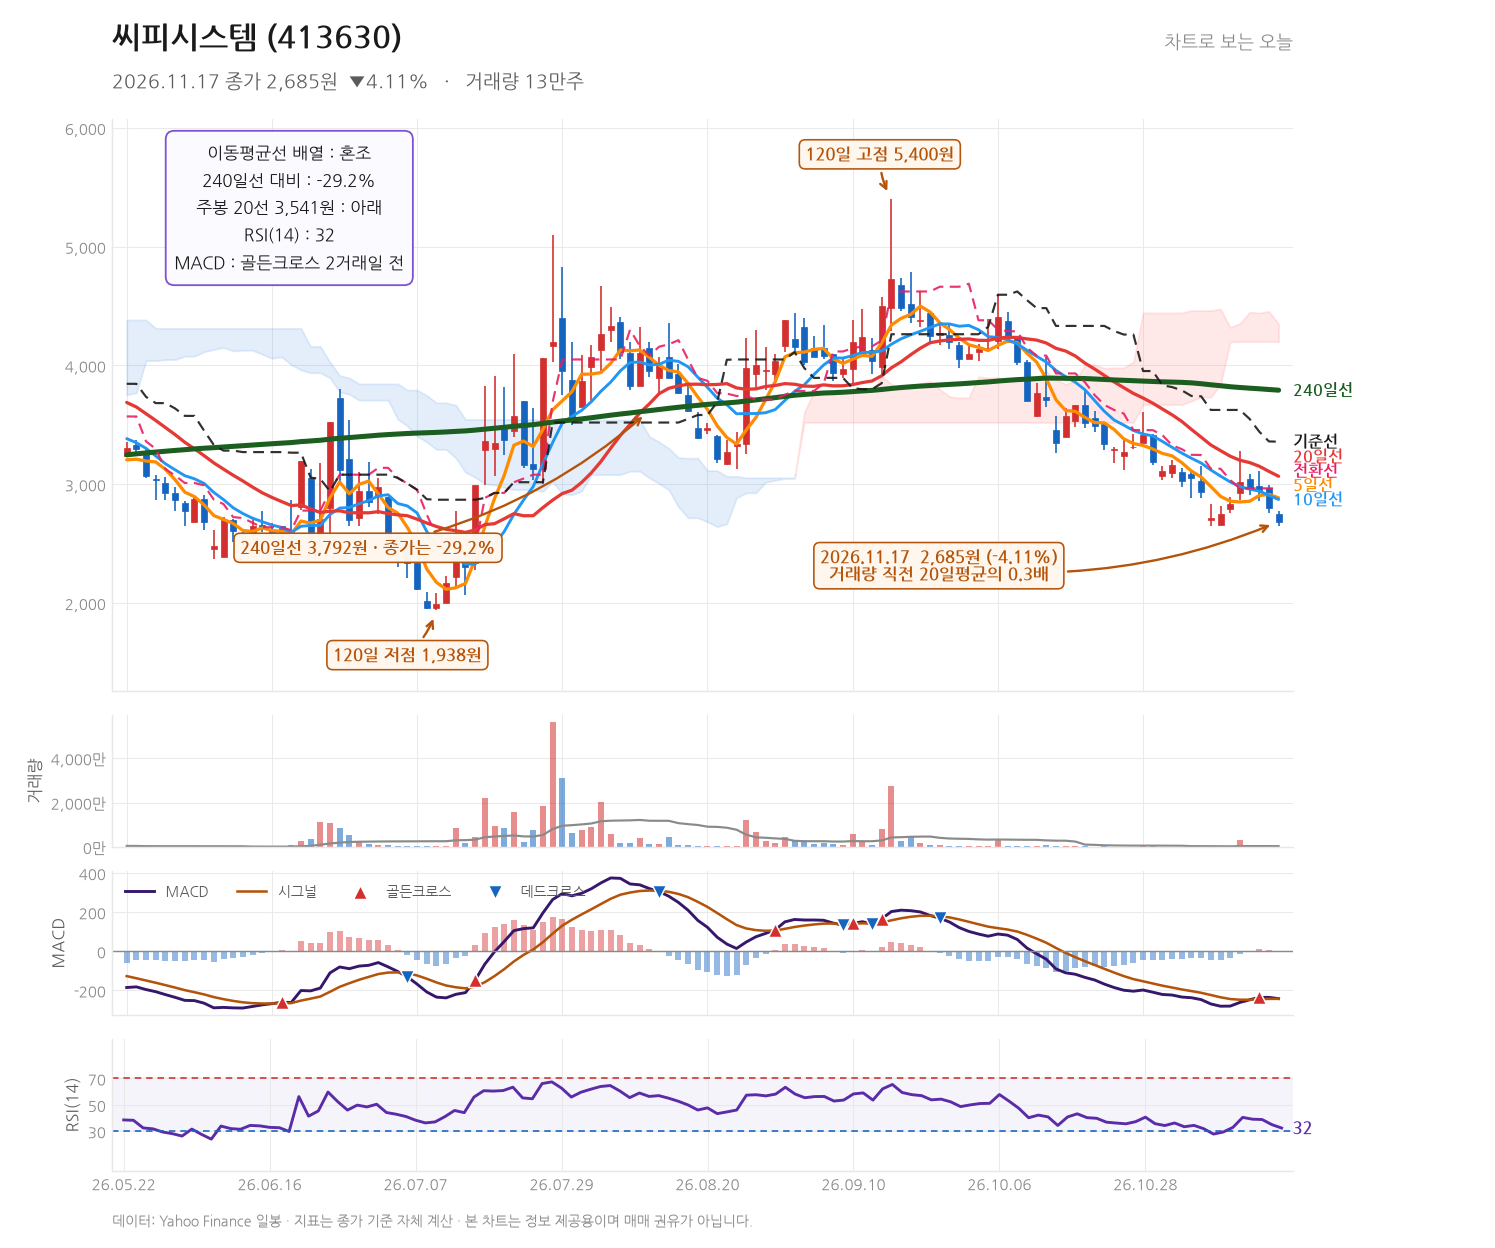 씨피시스템 (413630)
차트로 보는 오늘
2026.11.17 종가 2,685원 ▼4.11% · 거래량 13만주
6,000
5,000
4,000
3,000
2,000
이동평균선 배열 : 혼조
240일선 대비 : -29.2%
주봉 20선 3,541원 : 아래
RSI(14) : 32
MACD : 골든크로스 2거래일 전
120일 고점 5,400원
240일선
기준선
20일선
전환선
5일선
10일선
240일선 3,792원 · 종가는 -29.2%
2026.11.17 2,685원 (-4.11%)
거래량 직전 20일평균의 0.3배
120일 저점 1,938원
거래량
4,000만
2,000만
0만
MACD
400
200
0
-200
MACD
시그널
▲ 골든크로스
▼ 데드크로스
RSI(14)
70
50
30
32
26.05.22
26.06.16
26.07.07
26.07.29
26.08.20
26.09.10
26.10.06
26.10.28
데이터: Yahoo Finance 일봉 · 지표는 종가 기준 자체 계산 · 본 차트는 정보 제공용이며 매매 권유가 아닙니다.